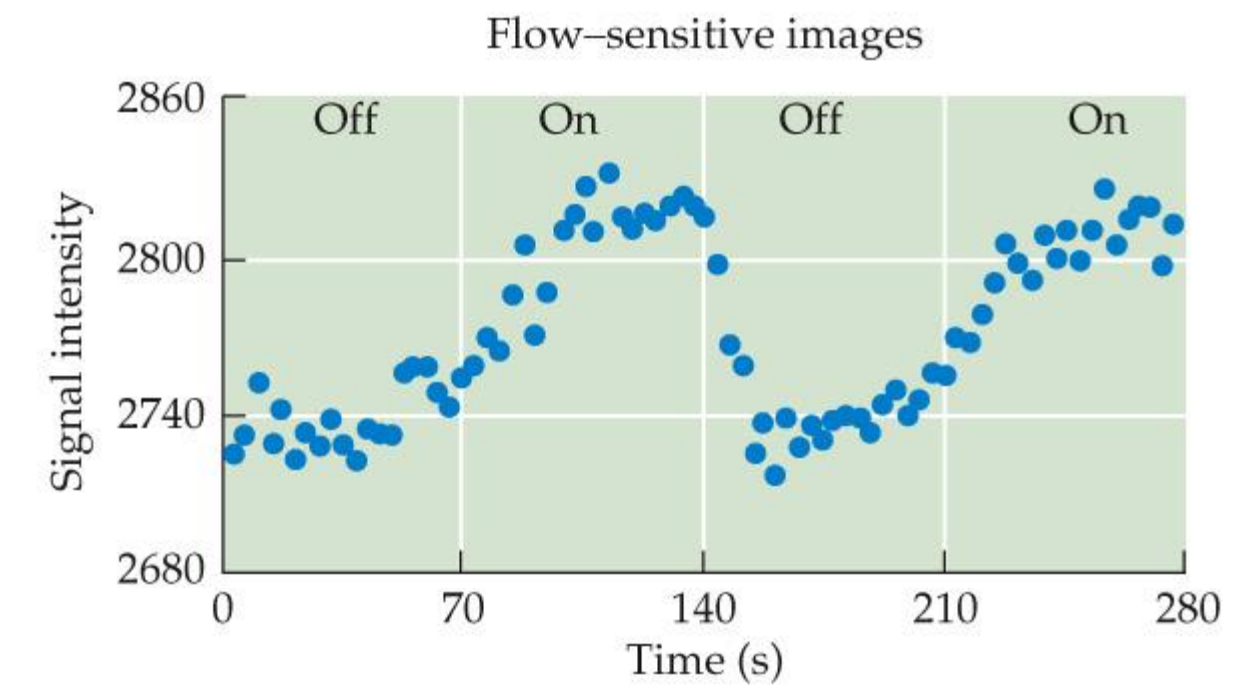 Flow–sensitive images
2860
Off
On
Off
On
Signal intensity
2800
2740
2680
0 70 140 210 280
Time (s)